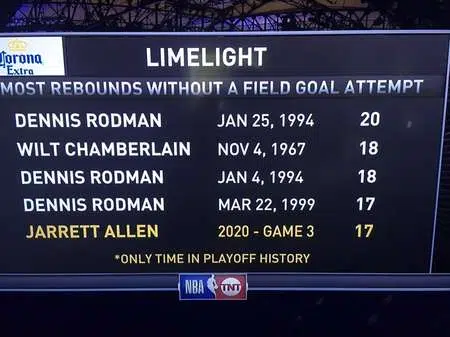 Corona
Extra
LIMELIGHT
MOST REBOUNDS WITHOUT A FIELD GOAL ATTEMPT
DENNIS RODMAN JAN 25, 1994 20
WILT CHAMBERLAIN NOV 4, 1967 18
DENNIS RODMAN JAN 4, 1994 18
DENNIS RODMAN MAR 22, 1999 17
JARRETT ALLEN 2020 - GAME 3 17
*ONLY TIME IN PLAYOFF HISTORY
NBA TNT